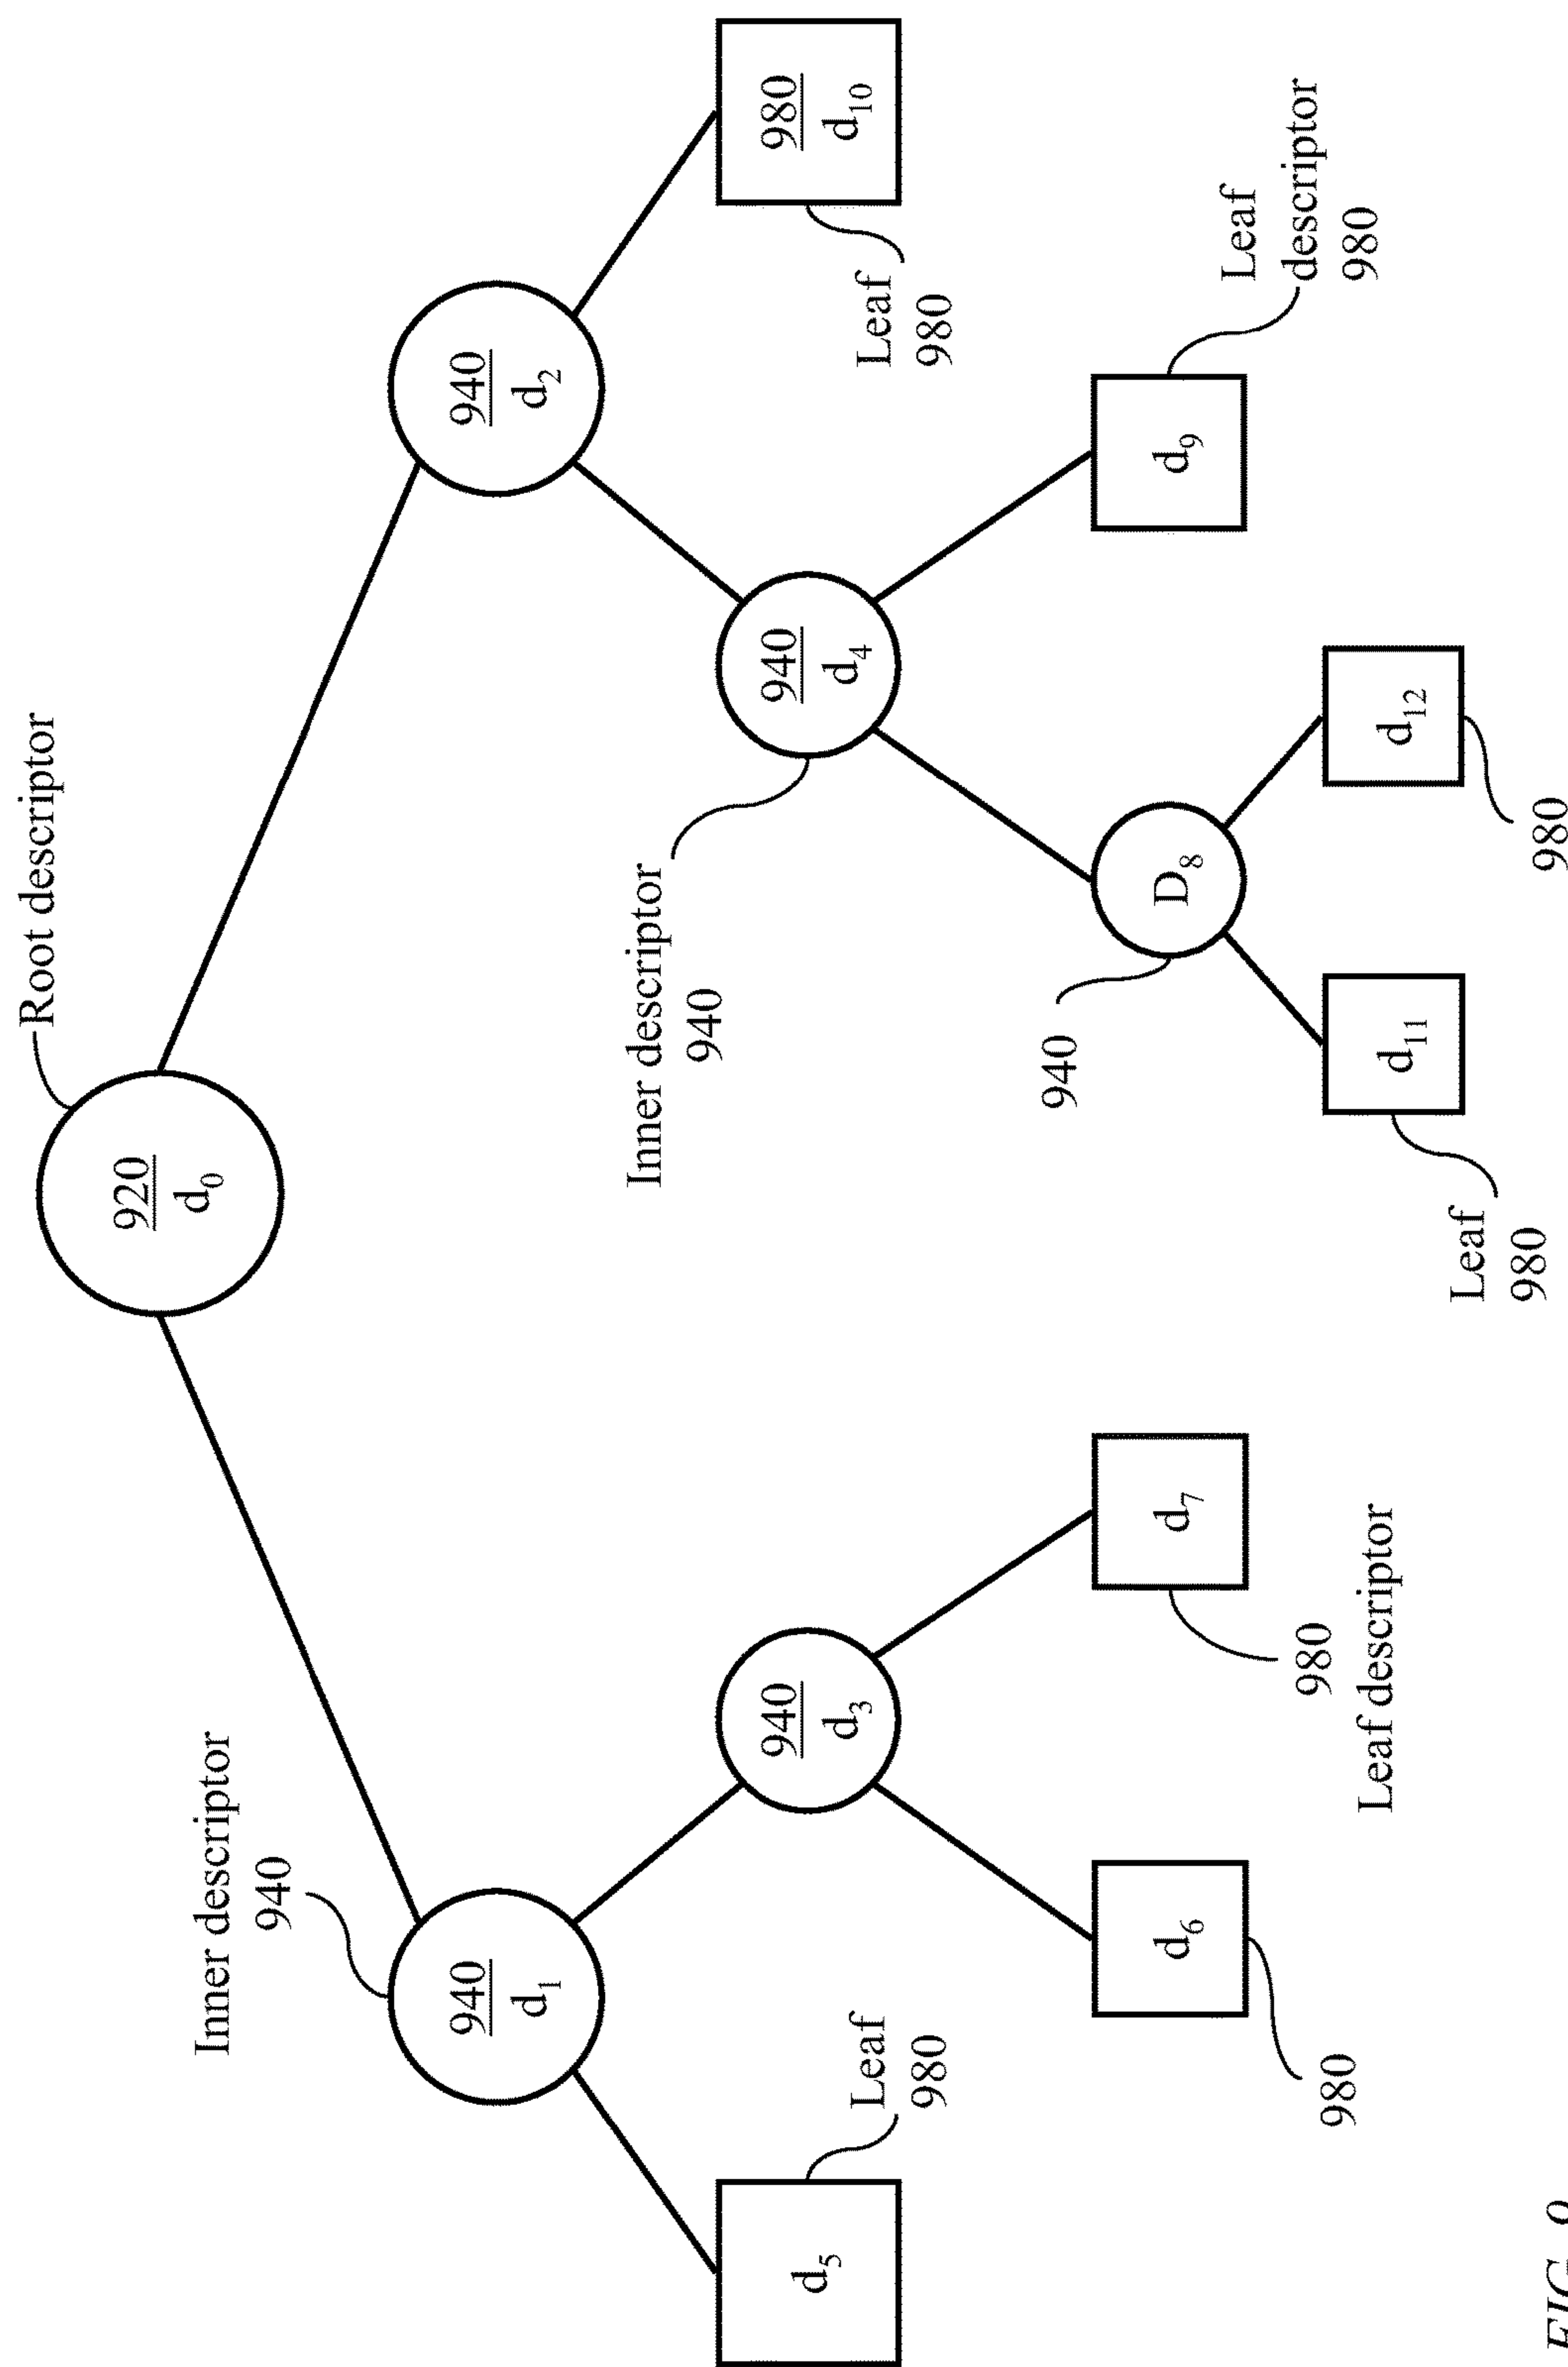 Root descriptor
920
d0
Inner descriptor
940
940
d1
940
d2
Leaf
980
d5
940
d3
Inner descriptor
940
940
d4
980
d10
Leaf
980
980
d6
d7
980
Leaf descriptor
940
D8
d9
Leaf
descriptor
980
Leaf
980
d11
d12
980
FIG. 9